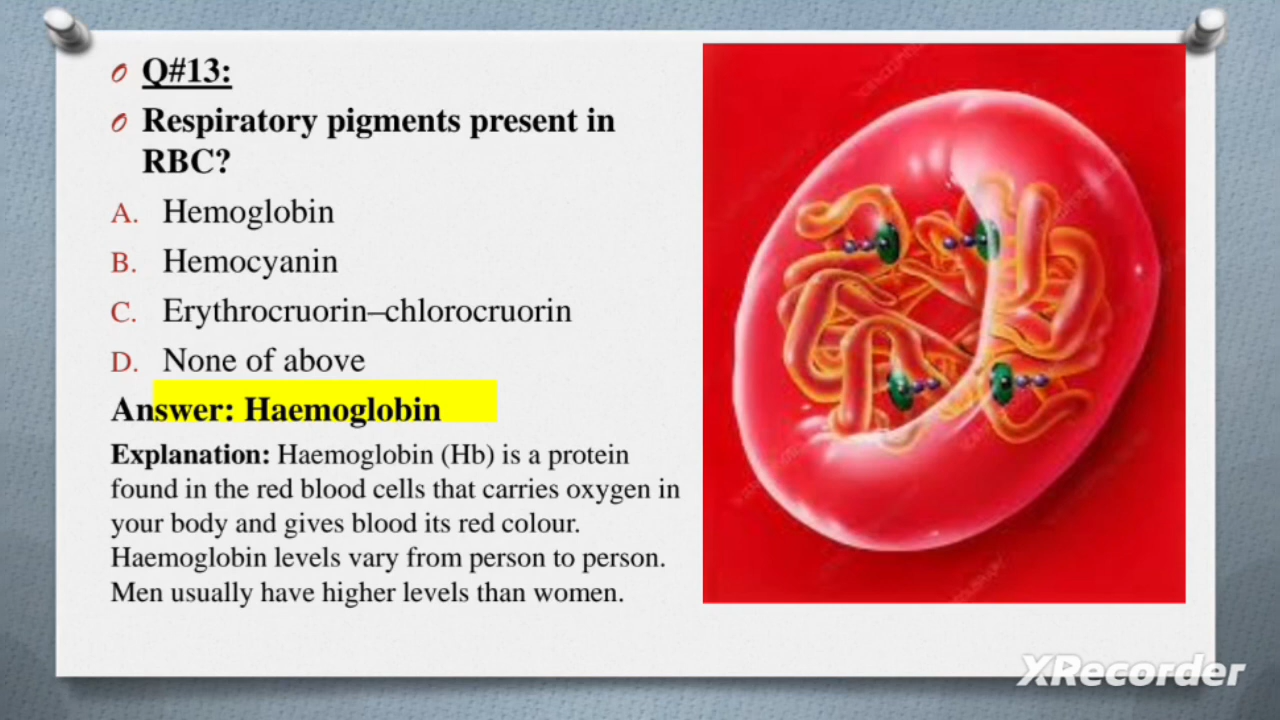 Q#13:
Respiratory pigments present in
RBC?
A. Hemoglobin
B. Hemocyanin
C. Erythrocruorin–chlorocruorin
D. None of above
Answer: Haemoglobin
Explanation: Haemoglobin (Hb) is a protein
found in the red blood cells that carries oxygen in
your body and gives blood its red colour.
Haemoglobin levels vary from person to person.
Men usually have higher levels than women.
XRecorder